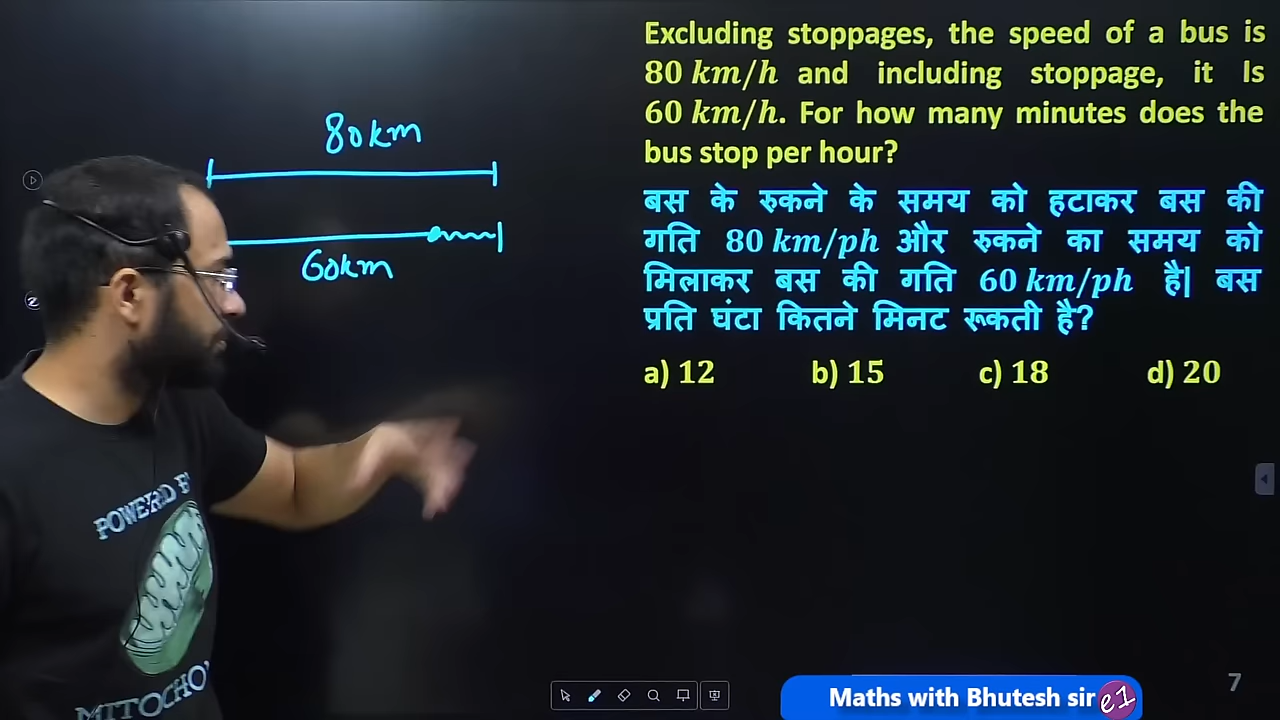 Excluding stoppages, the speed of a bus is
80 km/h and including stoppage, it Is
60 km/h. For how many minutes does the
bus stop per hour?
बस के रुकने के समय को हटाकर बस की
गति 80 km/ph और रुकने का समय को
मिलाकर बस की गति 60 km/ph है| बस
प्रति घंटा कितने मिनट रूकती है?
a) 12 b) 15 c) 18 d) 20
80km
60km
POWERED B
MITOCHO
7
Maths with Bhutesh sir
e1